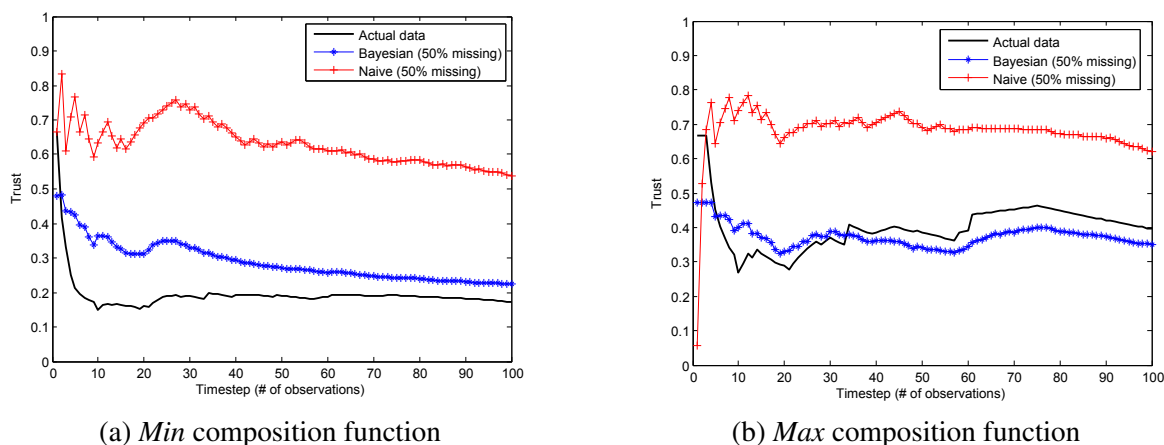 1
0.9
0.8
0.7
0.6
0.5
0.4
0.3
0.2
0.1
0
Trust
0 10 20 30 40 50 60 70 80 90 100
Timestep (# of observations)
Actual data
Bayesian (50% missing)
Naive (50% missing)
(a) Min composition function
1
0.9
0.8
0.7
0.6
0.5
0.4
0.3
0.2
0.1
0
Trust
0 10 20 30 40 50 60 70 80 90 100
Timestep (# of observations)
Actual data
Bayesian (50% missing)
Naive (50% missing)
(b) Max composition function